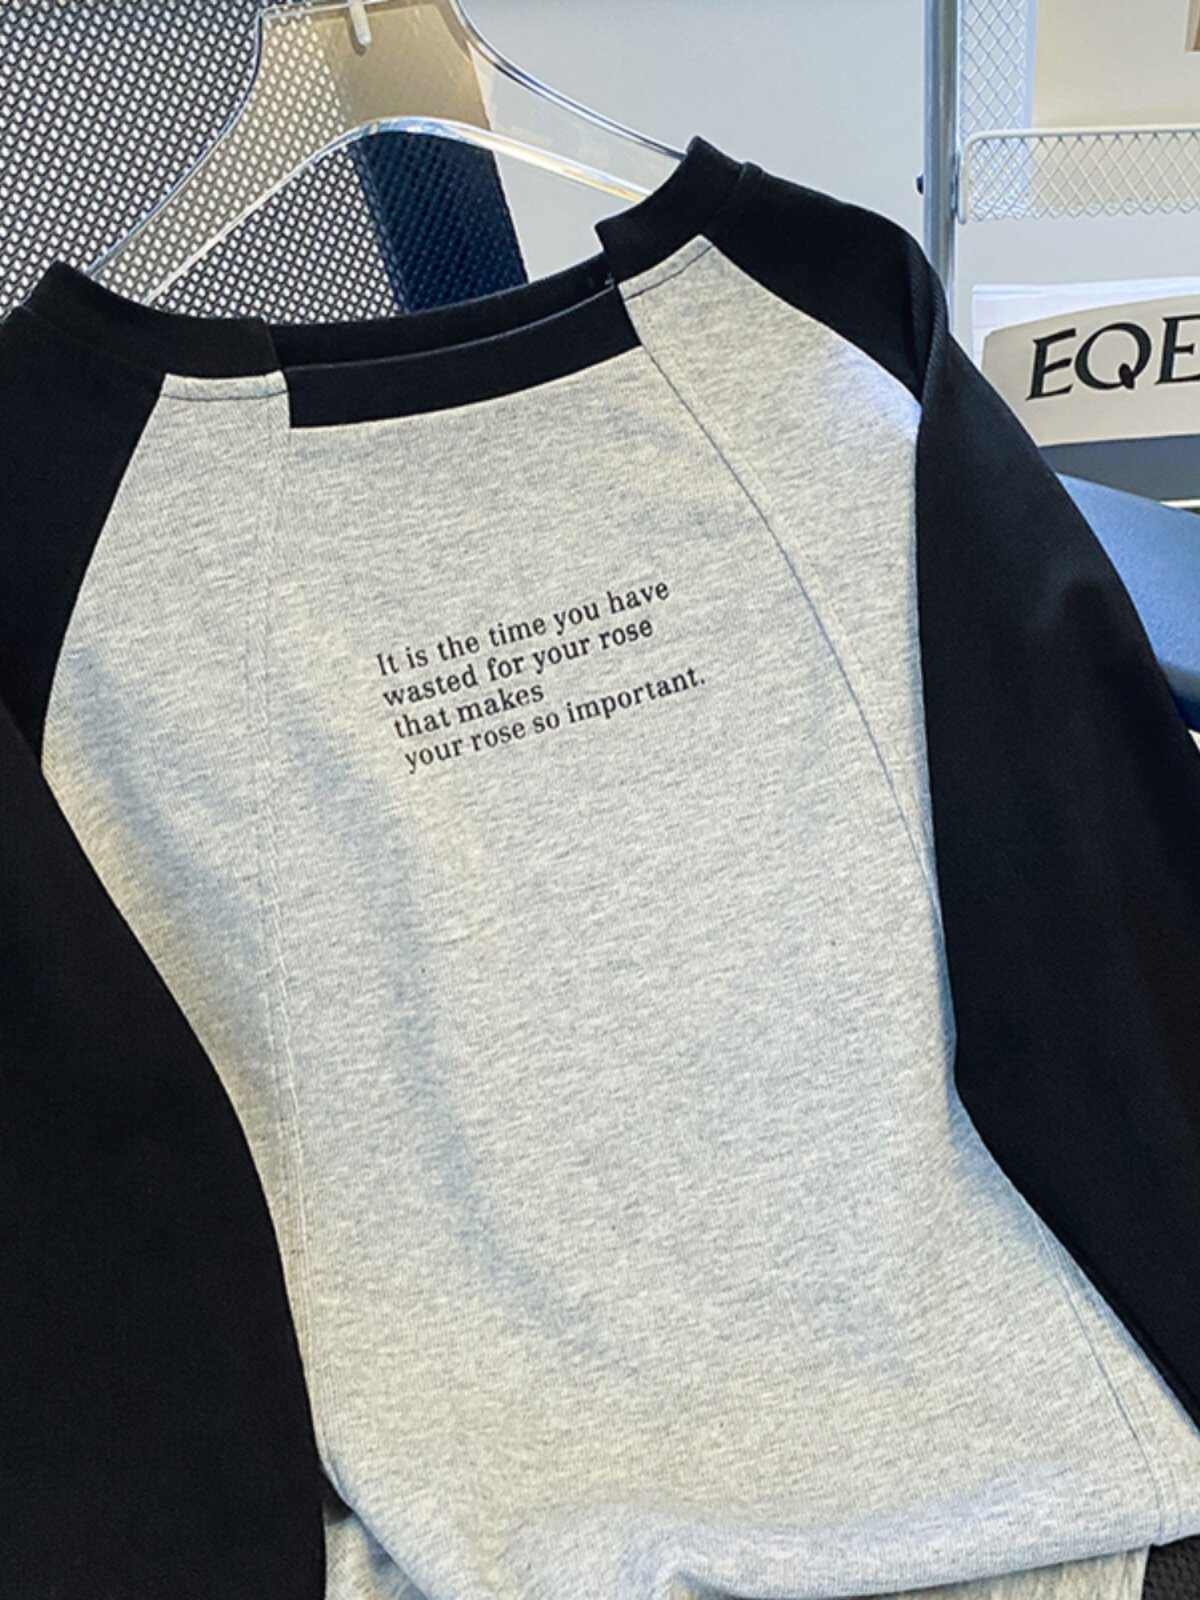 It is the time you have
wasted for your rose
that makes
your rose so important.
EQE